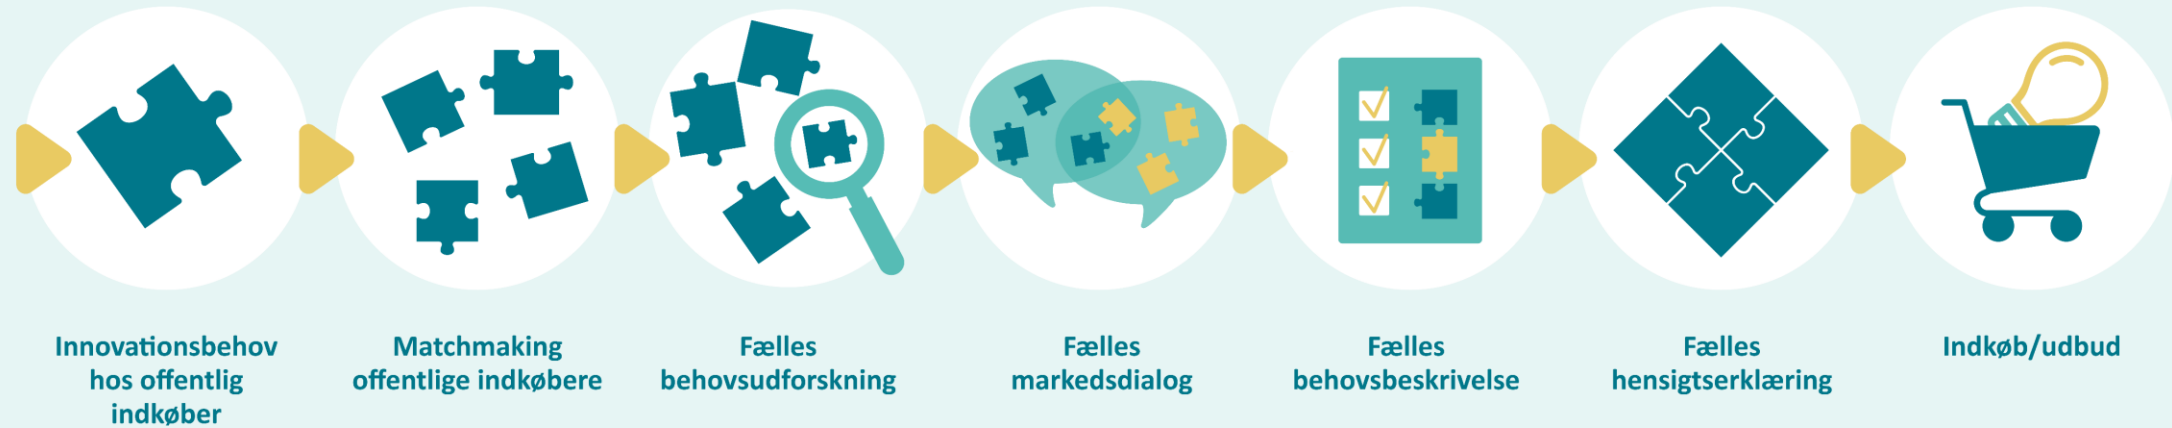 Innovationsbehov
hos offentlig
indkøber
Matchmaking
offentlige indkøbere
Fælles
behovsudforskning
Fælles
markedsdialog
Fælles
behovsbeskrivelse
Fælles
hensigtserklæring
Indkøb/udbud